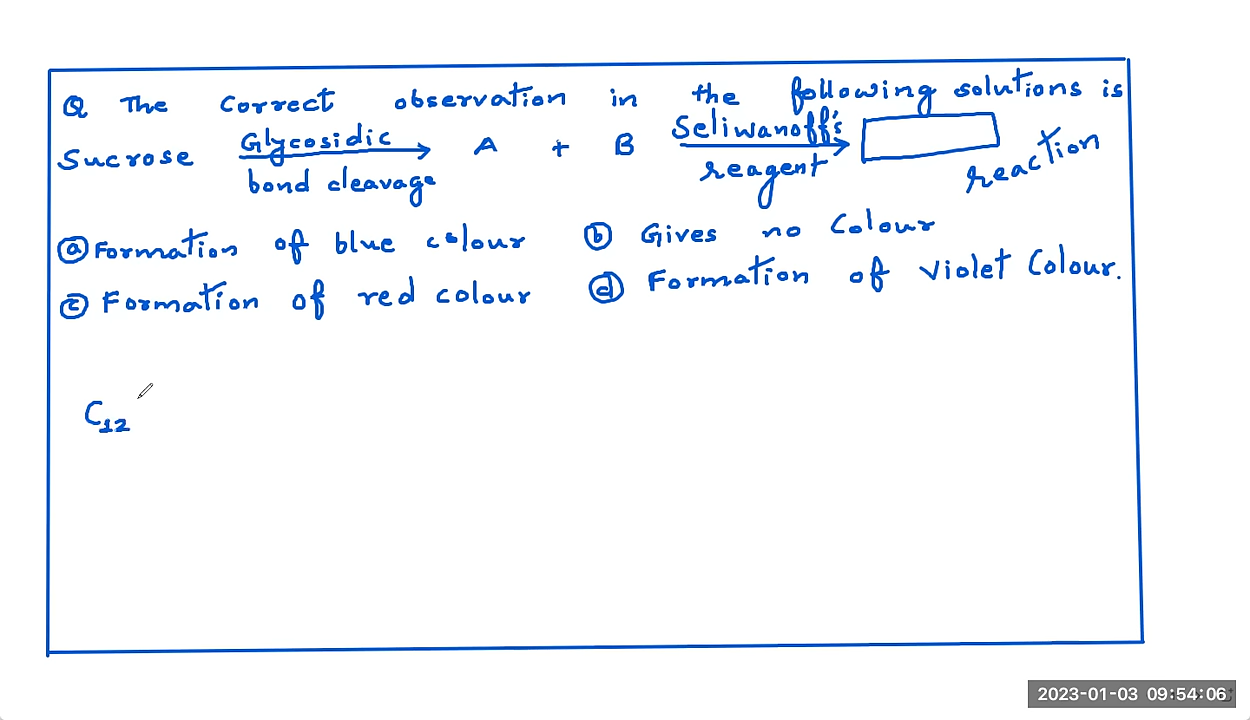 Q The correct observation in the following solutions is
Sucrose Glycosidic bond cleavage A + B Seliwanoff's reagent reaction
ⓐ Formation of blue colour ⓑ Gives no Colour
ⓒ Formation of red colour ⓓ Formation of violet Colour.
C12
2023-01-03 09:54:06